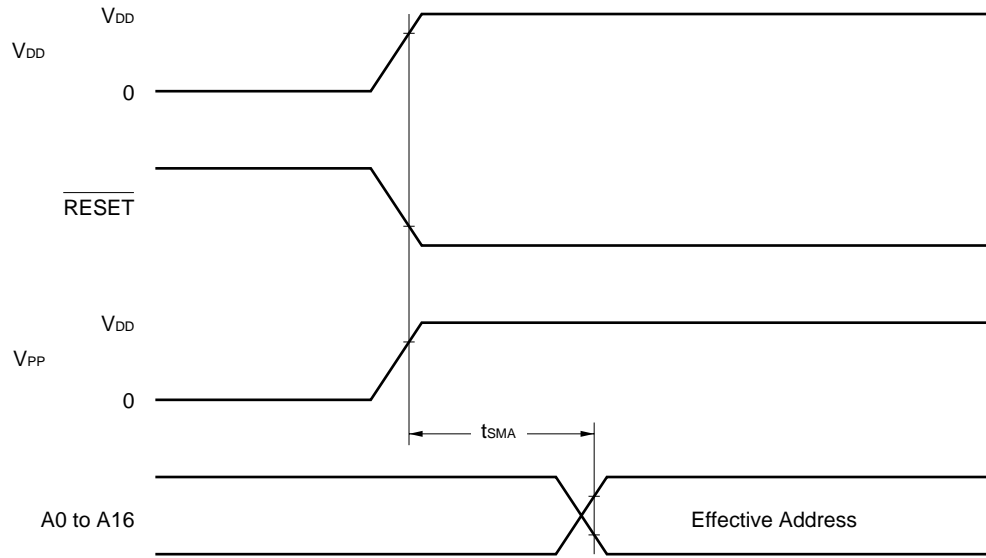 VDD
VDD
0
RESET
VDD
VPP
0
tSMA
A0 to A16 Effective Address